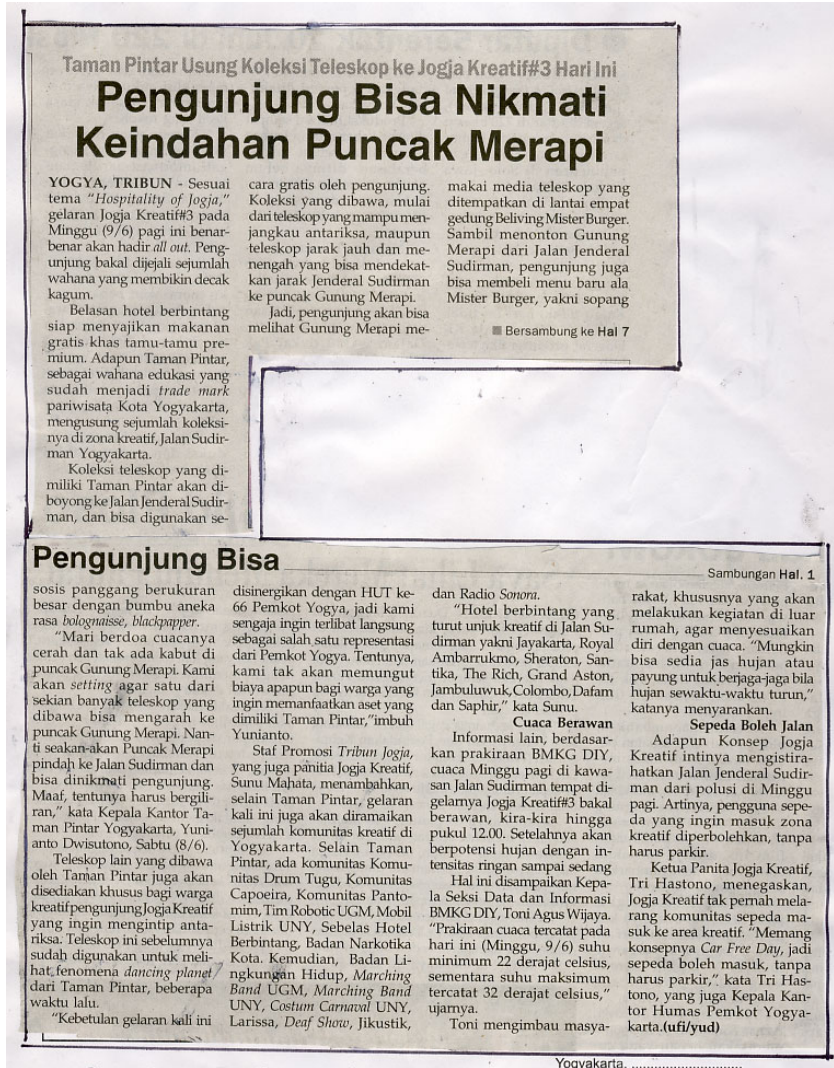 Taman Pintar Usung Koleksi Teleskop ke Jogja Kreatif#3 Hari Ini
Pengunjung Bisa Nikmati
Keindahan Puncak Merapi
YOGYA, TRIBUN - Sesuai
tema "Hospitality of Jogja,"
gelaran Jogja Kreatif#3 pada
Minggu (9/6) pagi ini benar-
benar akan hadir all out. Peng-
unjung bakal dijejali sejumlah
wahana yang membikin decak
kagum.
Belasan hotel berbintang
siap menyajikan makanan
gratis khas tamu-tamu pre-
mium. Adapun Taman Pintar,
sebagai wahana edukasi yang
sudah menjadi trade mark
pariwisata Kota Yogyakarta,
mengusung sejumlah koleksi-
nya di zona kreatif, Jalan Sudir-
man Yogyakarta.
Koleksi teleskop yang di-
miliki Taman Pintar akan di-
boyong ke Jalan Jenderal Sudir-
man, dan bisa digunakan se-
cara gratis oleh pengunjung.
Koleksi yang dibawa, mulai
dari teleskop yang mampu men-
jangkau antariksa, maupun
teleskop jarak jauh dan me-
nengah yang bisa mendekat-
kan jarak Jenderal Sudirman
ke puncak Gunung Merapi.
Jadi, pengunjung akan bisa
melihat Gunung Merapi me-
makai media teleskop yang
ditempatkan di lantai empat
gedung Beliving Mister Burger.
Sambil menonton Gunung
Merapi dari Jalan Jenderal
Sudirman, pengunjung juga
bisa membeli menu baru ala
Mister Burger, yakni sopang
Bersambung ke Hal 7
Pengunjung Bisa
Sambungan Hal. 1
sosis panggang berukuran
besar dengan bumbu aneka
rasa bolognaisse, blackpapper.
"Mari berdoa cuacanya
cerah dan tak ada kabut di
puncak Gunung Merapi. Kami
akan setting agar satu dari
sekian banyak teleskop yang
dibawa bisa mengarah ke
puncak Gunung Merapi. Nan-
ti seakan-akan Puncak Merapi
pindah ke Jalan Sudirman dan
bisa dinikmati pengunjung.
Maaf, tentunya harus bergili-
ran," kata Kepala Kantor Ta-
man Pintar Yogyakarta, Yuni-
anto Dwisutono, Sabtu (8/6).
Teleskop lain yang dibawa
oleh Taman Pintar juga akan
disediakan khusus bagi warga
kreatif pengunjung Jogja Kreatif
yang ingin mengintip anta-
riksa. Teleskop ini sebelumnya
sudah digunakan untuk meli-
hat fenomena dancing planet
dari Taman Pintar, beberapa
waktu lalu.
"Kebetulan gelaran kali ini
disinergikan dengan HUT ke-
66 Pemkot Yogya, jadi kami
sengaja ingin terlibat langsung
sebagai salah satu representasi
dari Pemkot Yogya. Tentunya,
kami tak akan memungut
biaya apapun bagi warga yang
ingin memanfaatkan aset yang
dimiliki Taman Pintar,"imbuh
Yunianto.
Staf Promosi Tribun Jogja,
yang juga panitia Jogja Kreatif,
Sunu Mahata, menambahkan,
selain Taman Pintar, gelaran
kali ini juga akan diramaikan
sejumlah komunitas kreatif di
Yogyakarta. Selain Taman
Pintar, ada komunitas Komu-
nitas Drum Tugu, Komunitas
Capoeira, Komunitas Panto-
mim, Tim Robotic UGM, Mobil
Listrik UNY, Sebelas Hotel
Berbintang, Badan Narkotika
Kota. Kemudian, Badan Li-
ngkungan Hidup, Marching
Band UGM, Marching Band
UNY, Costum Carnaval UNY,
Larissa, Deaf Show, Jikustik,
dan Radio Sonora.
"Hotel berbintang yang
turut unjuk kreatif di Jalan Su-
dirman yakni Jayakarta, Royal
Ambarrukmo, Sheraton, San-
tika, The Rich, Grand Aston,
Jambuluwuk, Colombo, Dafam
dan Saphir," kata Sunu.
Cuaca Berawan
Informasi lain, berdasar-
kan prakiraan BMKG DIY,
cuaca Minggu pagi di kawa-
san Jalan Sudirman tempat di-
gelarnya Jogja Kreatif#3 bakal
berawan, kira-kira hingga
pukul 12.00. Setelahnya akan
berpotensi hujan dengan in-
tensitas ringan sampai sedang
Hal ini disampaikan Kepa-
la Seksi Data dan Informasi
BMKG DIY, Toni Agus Wijaya.
"Prakiraan cuaca tercatat pada
hari ini (Minggu, 9/6) suhu
minimum 22 derajat celsius,
sementara suhu maksimum
tercatat 32 derajat celsius,"
ujarnya.
Toni mengimbau masya-
rakat, khususnya yang akan
melakukan kegiatan di luar
rumah, agar menyesuaikan
diri dengan cuaca. "Mungkin
bisa sedia jas hujan atau
payung untuk berjaga-jaga bila
hujan sewaktu-waktu turun,"
katanya menyarankan.
Sepeda Boleh Jalan
Adapun Konsep Jogja
Kreatif intinya mengistira-
hatkan Jalan Jenderal Sudir-
man dari polusi di Minggu
pagi. Artinya, pengguna sepe-
da yang ingin masuk zona
kreatif diperbolehkan, tanpa
harus parkir.
Ketua Panita Jogja Kreatif,
Tri Hastono, menegaskan,
Jogja Kreatif tak pernah mela-
rang komunitas sepeda ma-
suk ke area kreatif. "Memang
konsepnya Car Free Day, jadi
sepeda boleh masuk, tanpa
harus parkir," kata Tri Has-
tono, yang juga Kepala Kan-
tor Humas Pemkot Yogya-
karta.(ufi/yud)
Yogyakarta, ............................